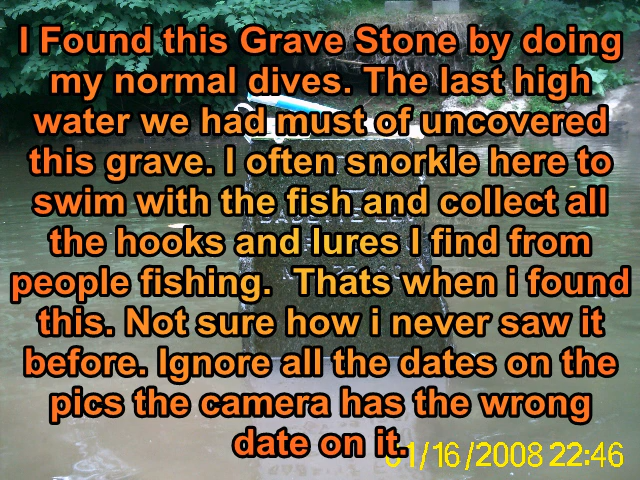 I Found this Grave Stone by doing
my normal dives. The last high
water we had must of uncovered
this grave. I often snorkle here to
swim with the fish and collect all
the hooks and lures I find from
people fishing.  Thats when i found
this. Not sure how i never saw it
before. Ignore all the dates on the
pics the camera has the wrong
date on it.
01/16/2008 22:46